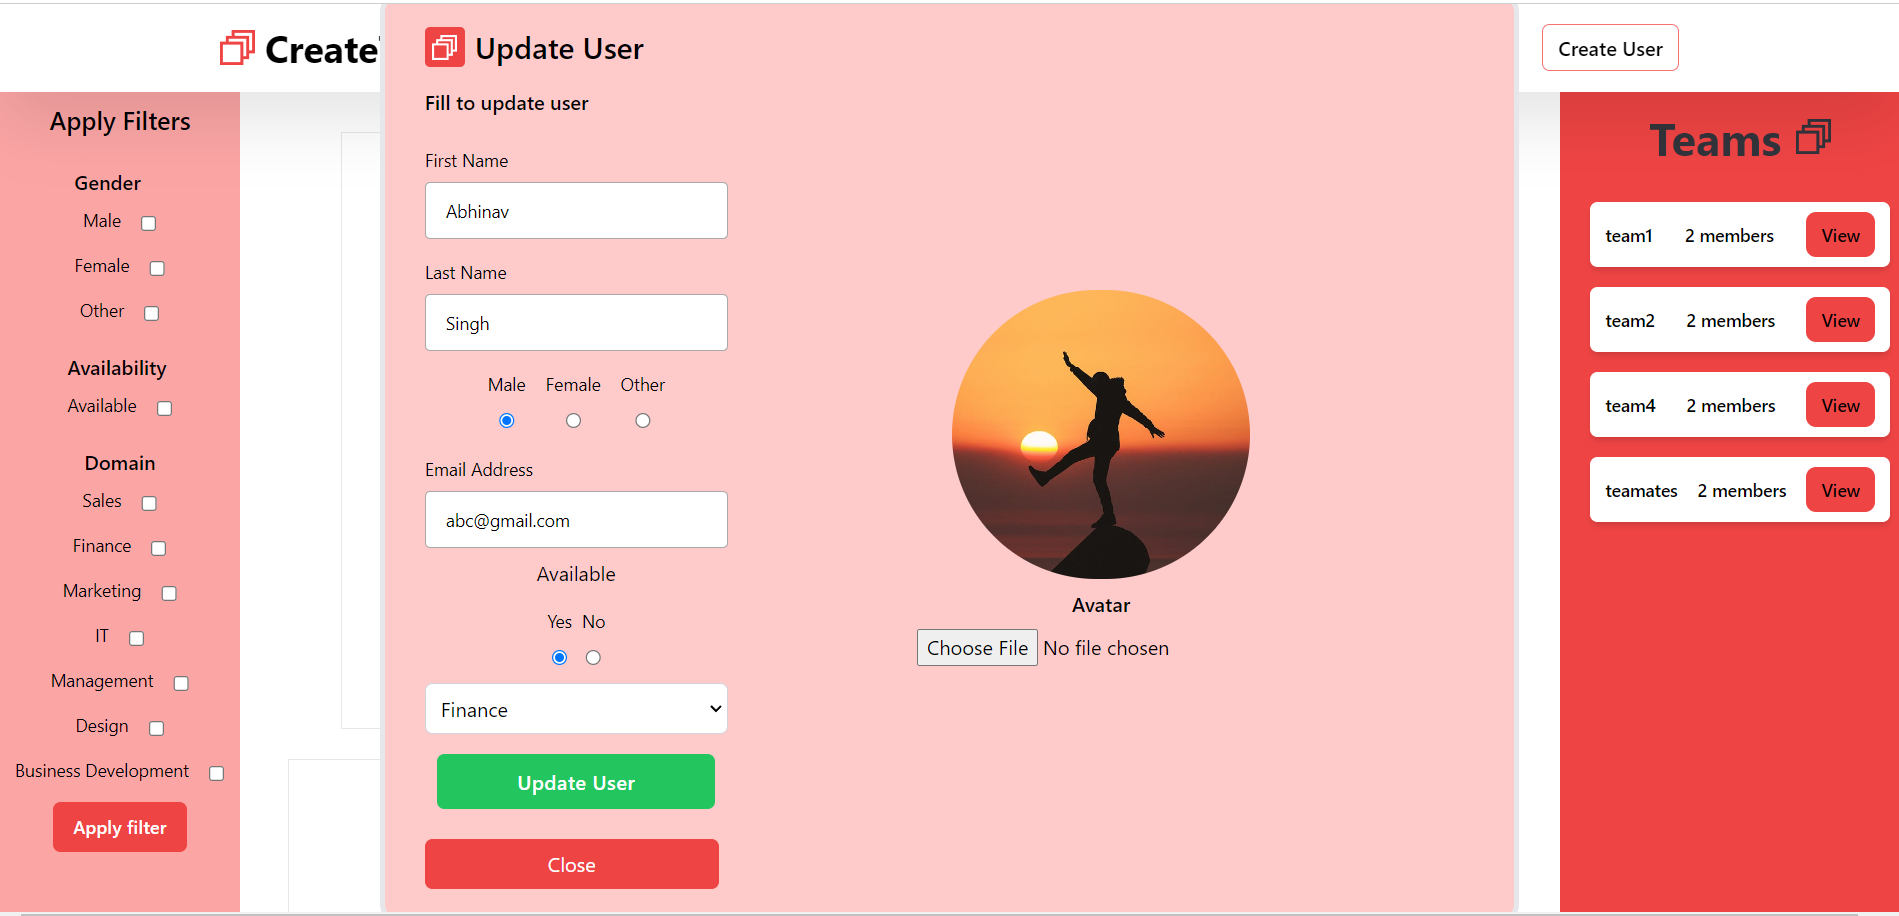 Create
Apply Filters
Gender
Male
Female
Other
Availability
Available
Domain
Sales
Finance
Marketing
IT
Management
Design
Business Development
Apply filter
Update User
Fill to update user
First Name
Abhinav
Last Name
Singh
Male Female Other
Email Address
abc@gmail.com
Available
Yes No
Finance
Update User
Close
Avatar
Choose File No file chosen
Create User
Teams
team1 2 members View
team2 2 members View
team4 2 members View
teamates 2 members View